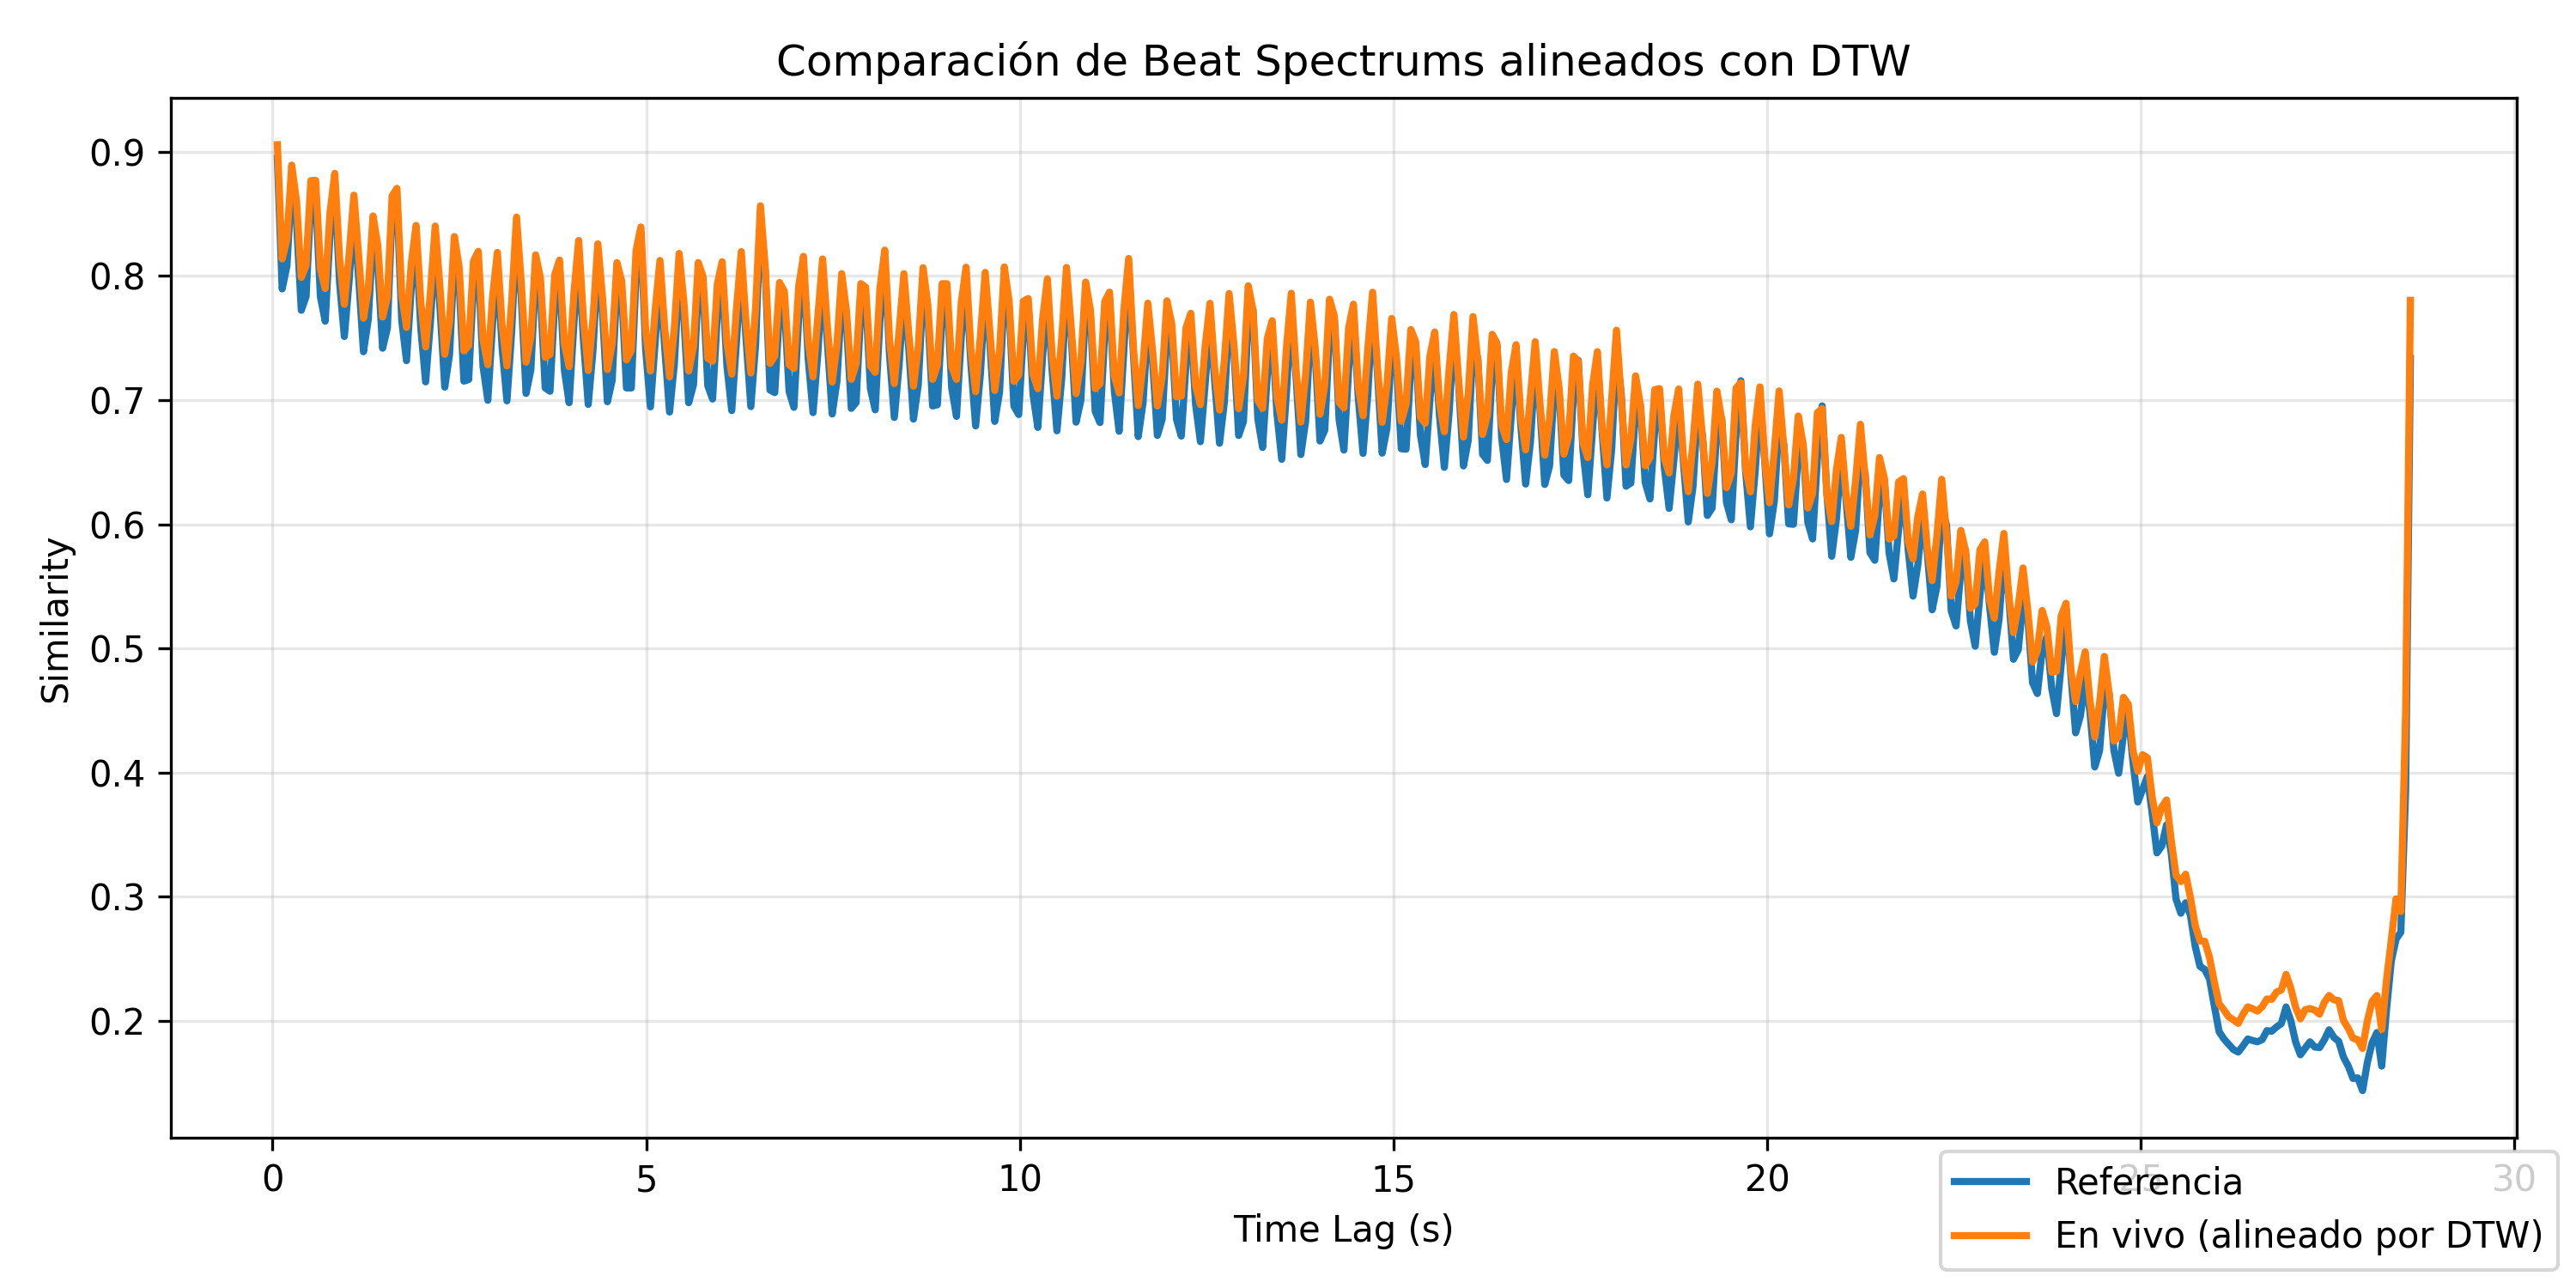 Comparación de Beat Spectrums alineados con DTW
Similarity
0.9
0.8
0.7
0.6
0.5
0.4
0.3
0.2
0 5 10 15 20 25 30
Time Lag (s)
Referencia
En vivo (alineado por DTW)